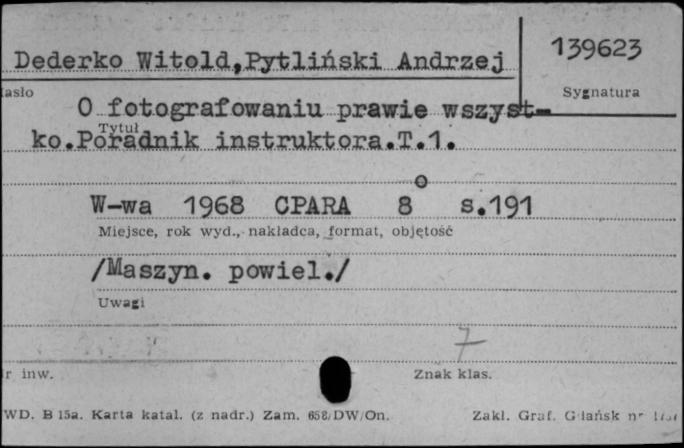 Dederko Witold,Pytliński Andrzej
139623
Sygnatura
O fotografowaniu prawie wszyst-
Tytuł
ko.Poradnik instruktora.T.1.
W-wa 1968 CPARA 8° s.191
Miejsce, rok wyd., nakładca, format, objętość
/Maszyn. powiel./
Uwagi
7
inw.
Znak klas.
WD. B 15a. Karta katal. (z nadr.) Zam. 658/DW/On.
Zakl. Graf. Gdańsk